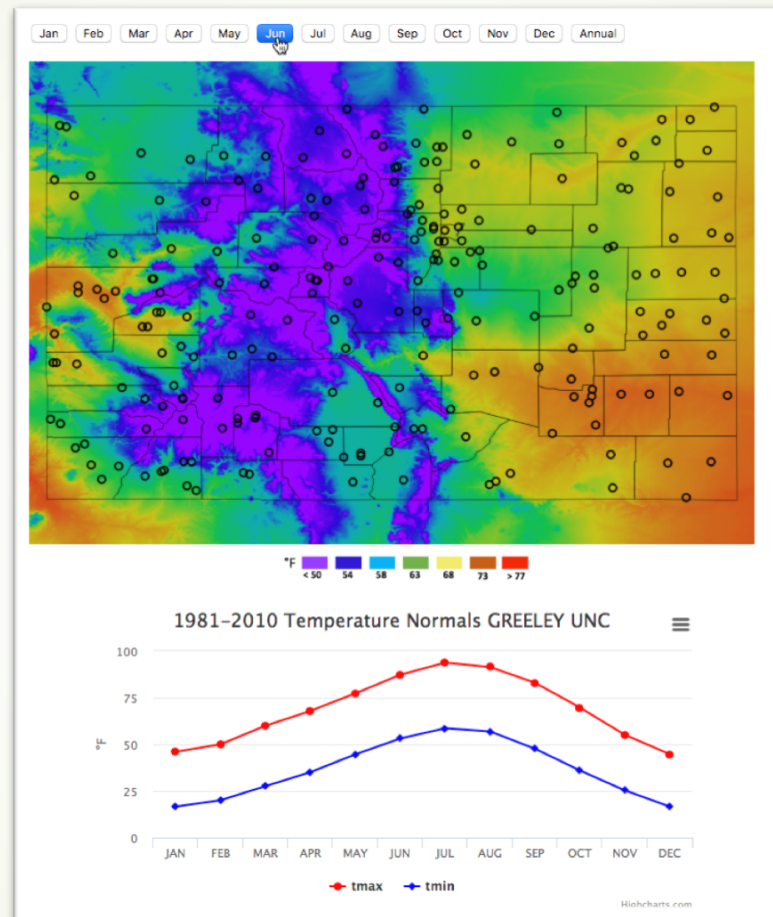 Jan Feb Mar Apr May Jun Jul Aug Sep Oct Nov Dec Annual
°F
< 50 54 58 63 68 73 > 77
1981–2010 Temperature Normals GREELEY UNC
100
75
50
25
0
°F
JAN FEB MAR APR MAY JUN JUL AUG SEP OCT NOV DEC
tmax tmin
Highcharts.com